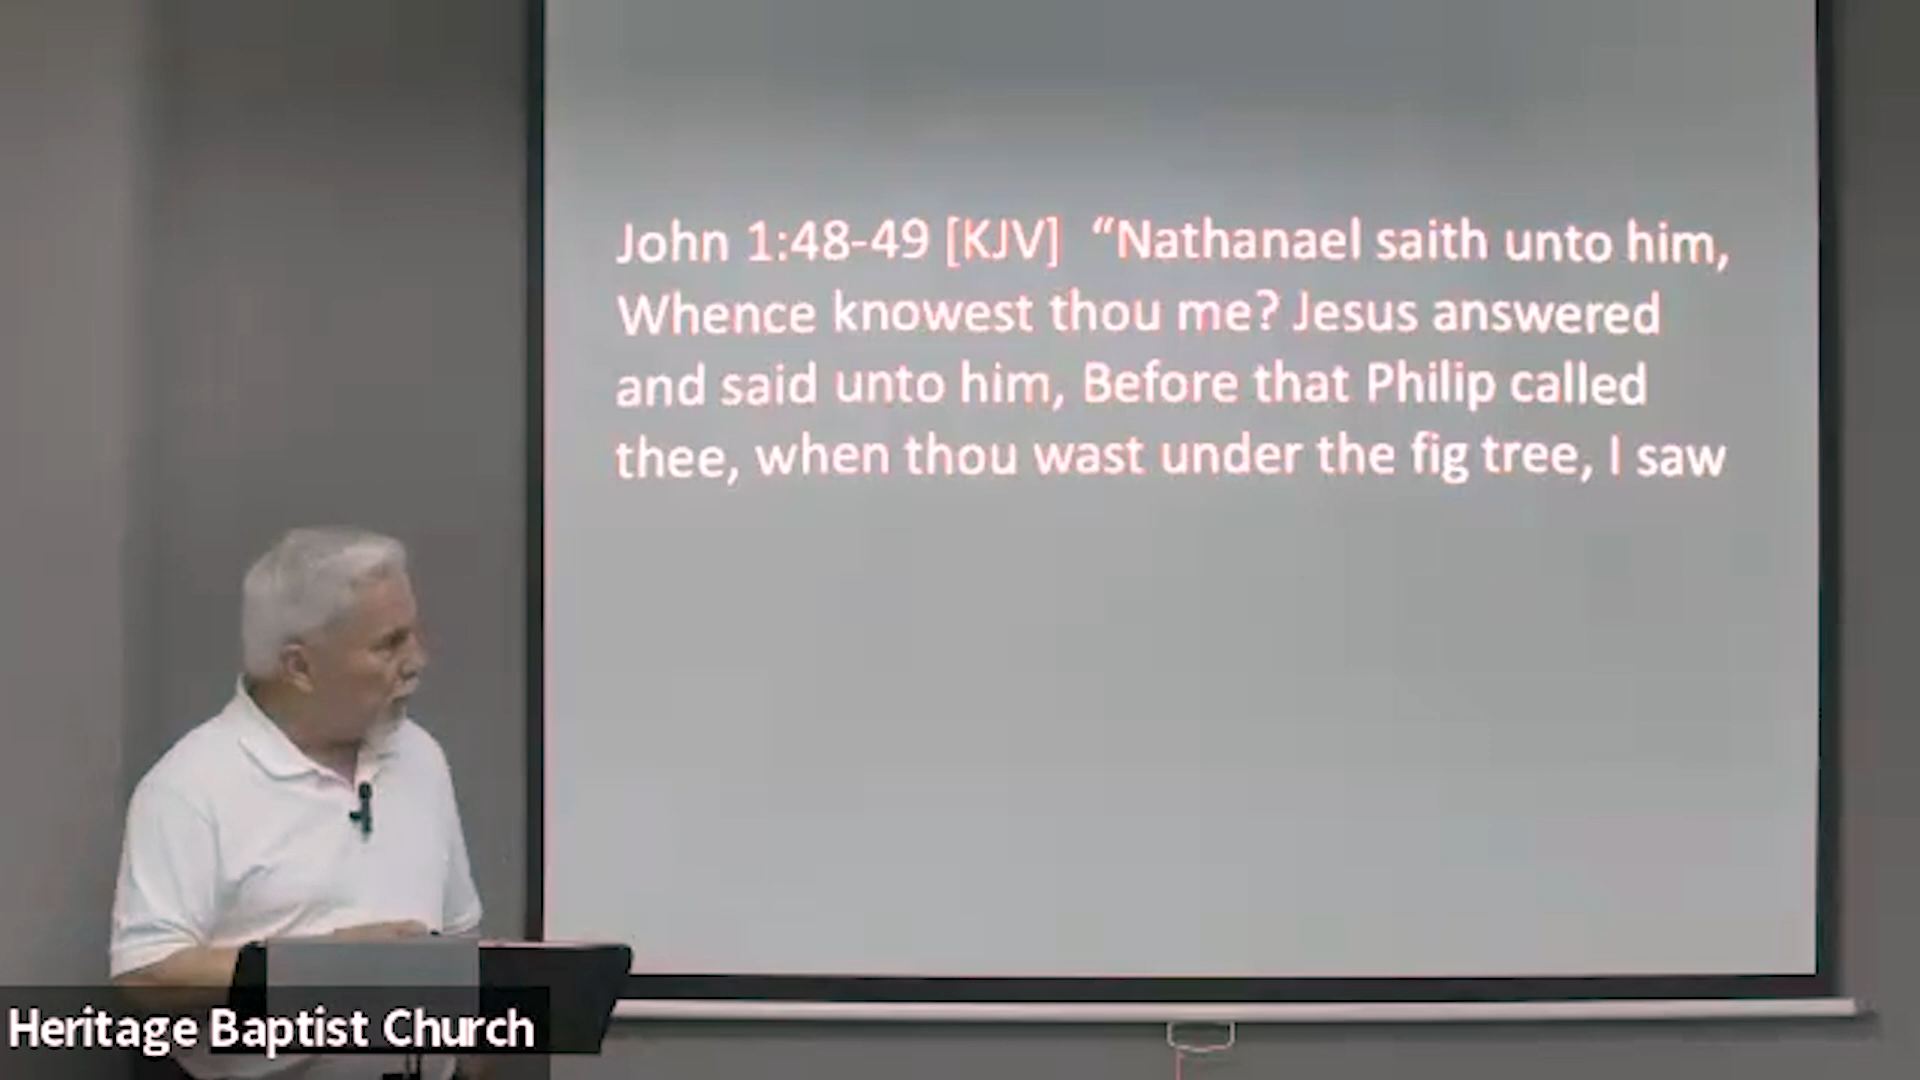 John 1:48-49 [KJV] “Nathanael saith unto him,
Whence knowest thou me? Jesus answered
and said unto him, Before that Philip called
thee, when thou wast under the fig tree, I saw
Heritage Baptist Church